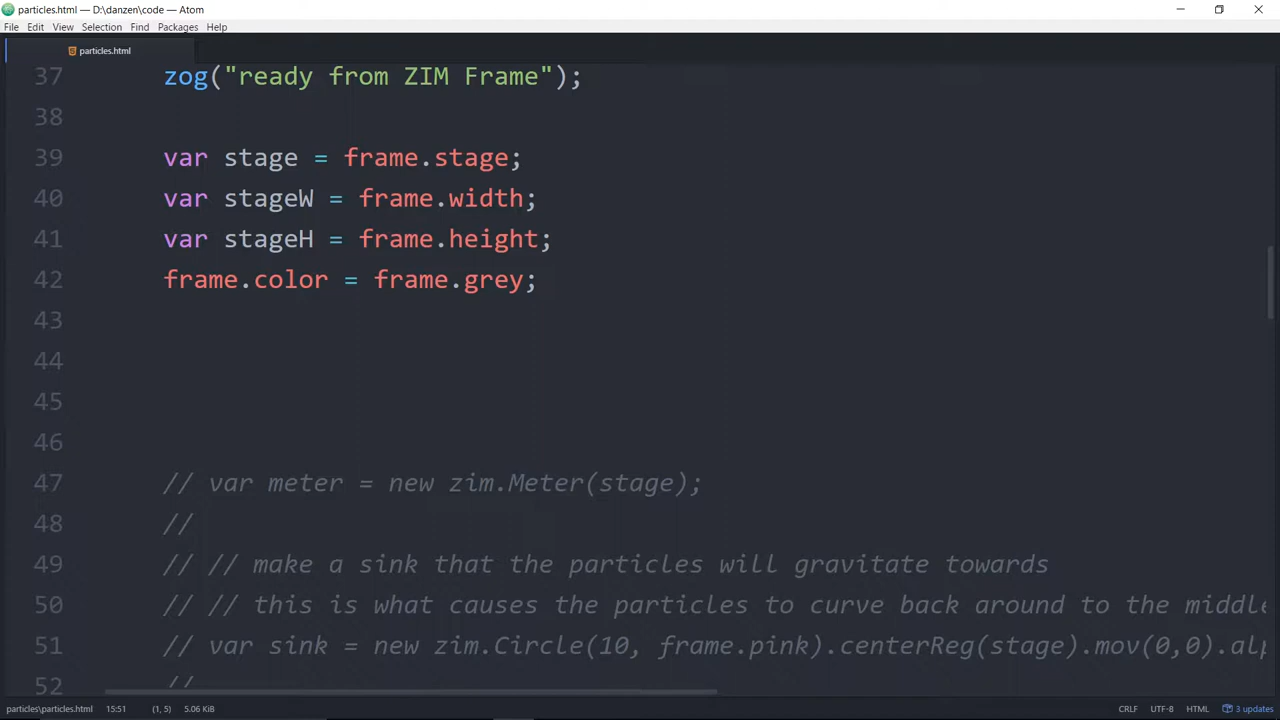 particles.html — D:\danzen\code — Atom
File Edit View Selection Find Packages Help
particles.html
37 zog("ready from ZIM Frame");
38
39 var stage = frame.stage;
40 var stageW = frame.width;
41 var stageH = frame.height;
42 frame.color = frame.grey;
43
44
45
46
47 // var meter = new zim.Meter(stage);
48 //
49 // // make a sink that the particles will gravitate towards
50 // // this is what causes the particles to curve back around to the middle
51 // var sink = new zim.Circle(10, frame.pink).centerReg(stage).mov(0,0).alp
52 //
particles\particles.html 15:51 (1, 5) 5.06 KiB CRLF UTF-8 HTML 3 updates